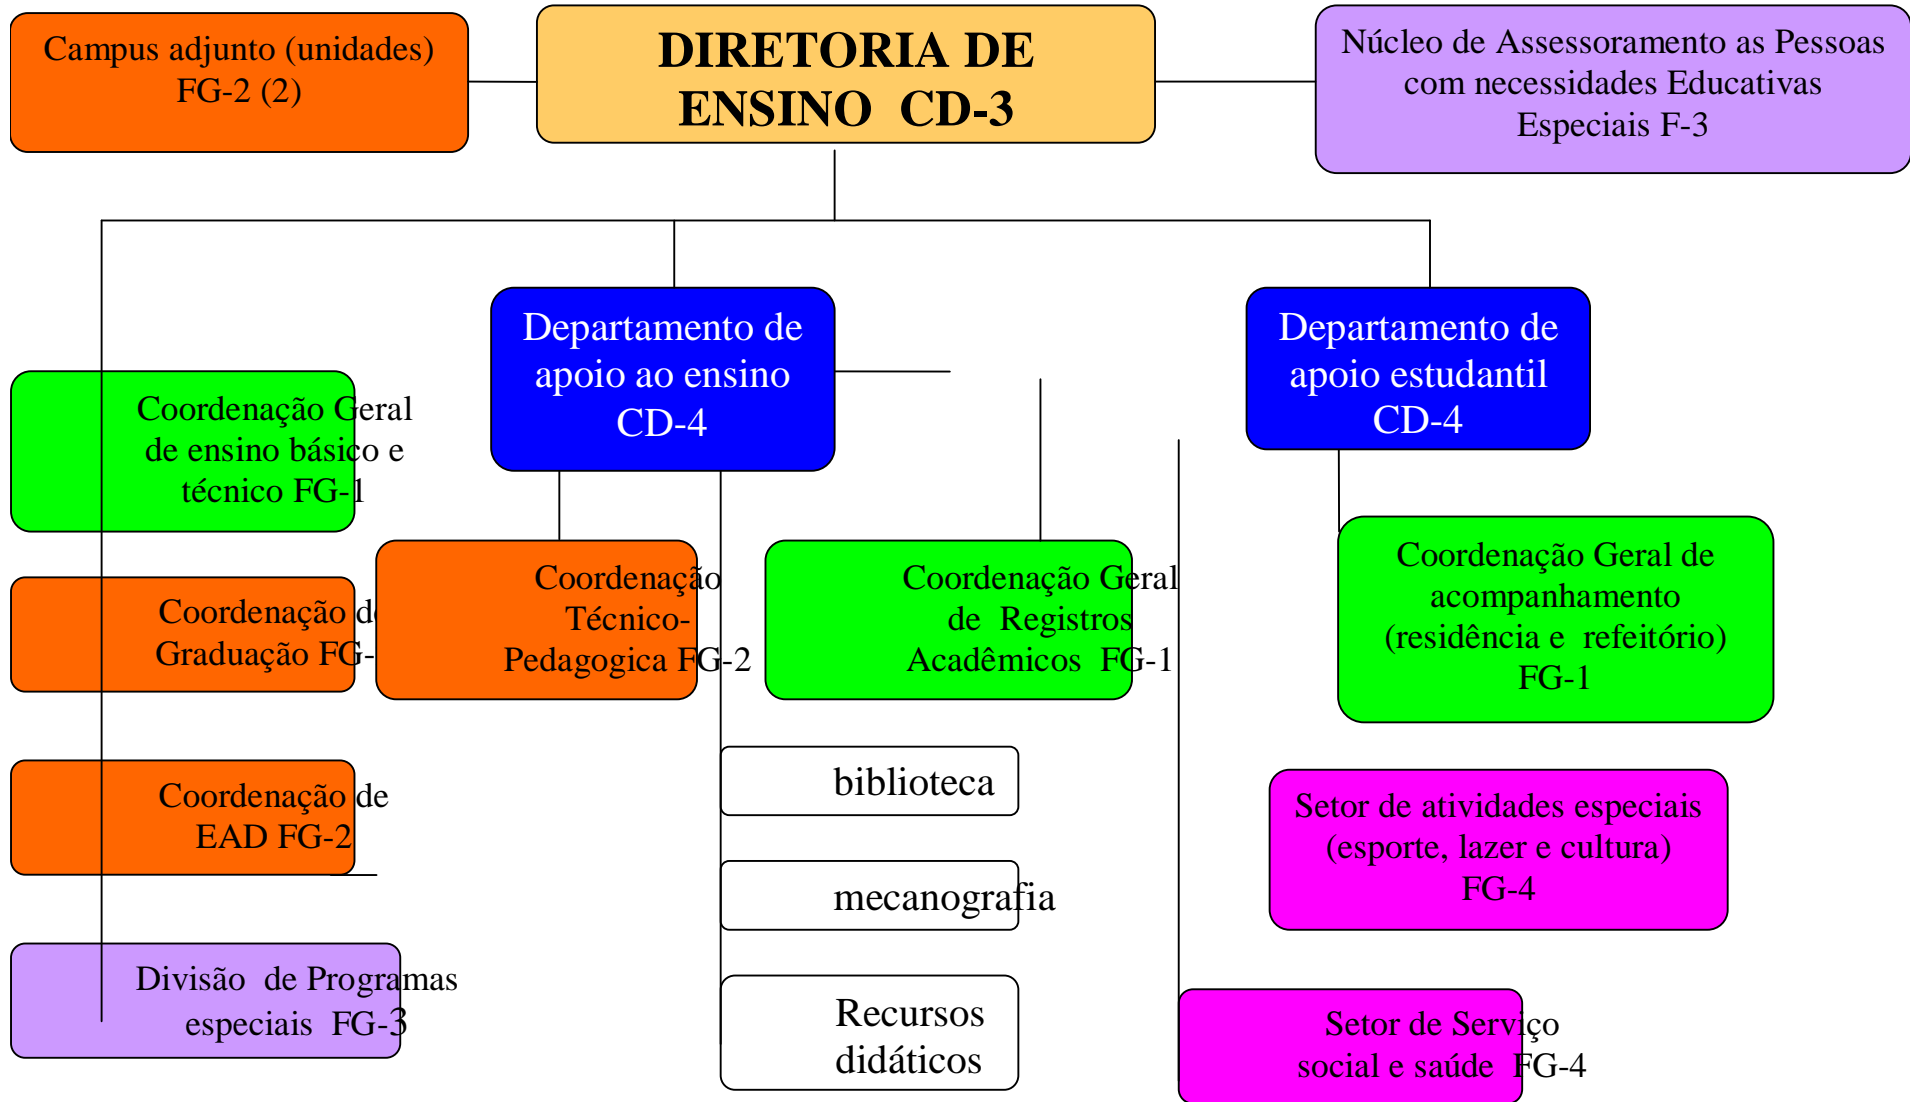 Campus adjunto (unidades)
FG-2 (2)
DIRETORIA DE
ENSINO CD-3
Núcleo de Assessoramento as Pessoas
com necessidades Educativas
Especiais F-3
Departamento de
apoio ao ensino
CD-4
Departamento de
apoio estudantil
CD-4
Coordenação Geral
de ensino básico e
técnico FG-1
Coordenação de
Graduação FG-
Coordenação de
EAD FG-2
Divisão de Programas
especiais FG-3
Coordenação
Técnico-
Pedagogica FG-2
Coordenação Geral
de Registros
Acadêmicos FG-1
biblioteca
mecanografia
Recursos
didáticos
Coordenação Geral de
acompanhamento
(residência e refeitório)
FG-1
Setor de atividades especiais
(esporte, lazer e cultura)
FG-4
Setor de Serviço
social e saúde FG-4